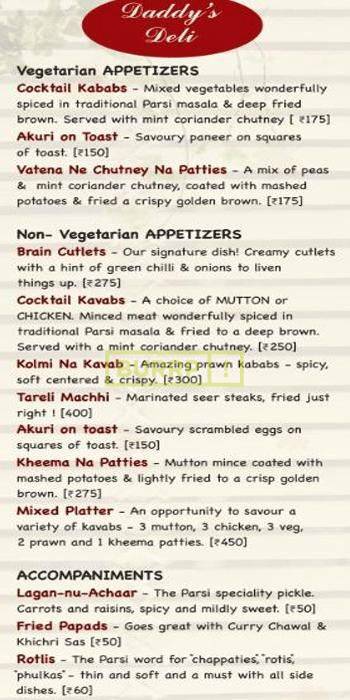 Daddy's
Deli
Vegetarian APPETIZERS
Cocktail Kababs - Mixed vegetables wonderfully
spiced in traditional Parsi masala & deep fried
brown. Served with mint coriander chutney [ ₹175]
Akuri on Toast - Savoury paneer on squares
of toast. [₹150]
Vatena Ne Chutney Na Patties - A mix of peas
& mint coriander chutney, coated with mashed
potatoes & fried a crispy golden brown. [₹175]
Non- Vegetarian APPETIZERS
Brain Cutlets - Our signature dish! Creamy cutlets
with a hint of green chilli & onions to liven
things up. [₹275]
Cocktail Kavabs - A choice of MUTTON or
CHICKEN. Minced meat wonderfully spiced in
traditional Parsi masala & fried to a deep brown.
Served with a mint coriander chutney. [₹250]
Kolmi Na Kavab - Amazing prawn kababs - spicy,
soft centered & crispy. [₹300]
BURRP!
Tareli Machhi - Marinated seer steaks, fried just
right ! [400]
Akuri on toast - Savoury scrambled eggs on
squares of toast. [₹150]
Kheema Na Patties - Mutton mince coated with
mashed potatoes & lightly fried to a crisp golden
brown. [₹275]
Mixed Platter - An opportunity to savour a
variety of kavabs - 3 mutton, 3 chicken, 3 veg,
2 prawn and 1 kheema patties. [₹450]
ACCOMPANIMENTS
Lagan-nu-Achaar - The Parsi speciality pickle.
Carrots and raisins, spicy and mildly sweet. [₹50]
Fried Papads - Goes great with Curry Chawal &
Khichri Sas [₹50]
Rotlis - The Parsi word for "chappaties", "rotis",
"phulkas" - thin and soft and a must with all side
dishes. [₹60]